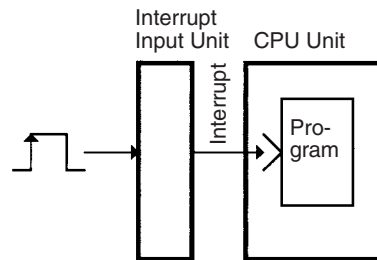 Interrupt
Input Unit
CPU Unit
Interrupt
Pro-
gram